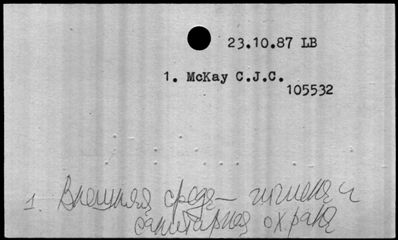 23.10.87 LB
1. McKay C.J.C.
105532
1. Внешняя среда — гигиена и
санитарная охрана